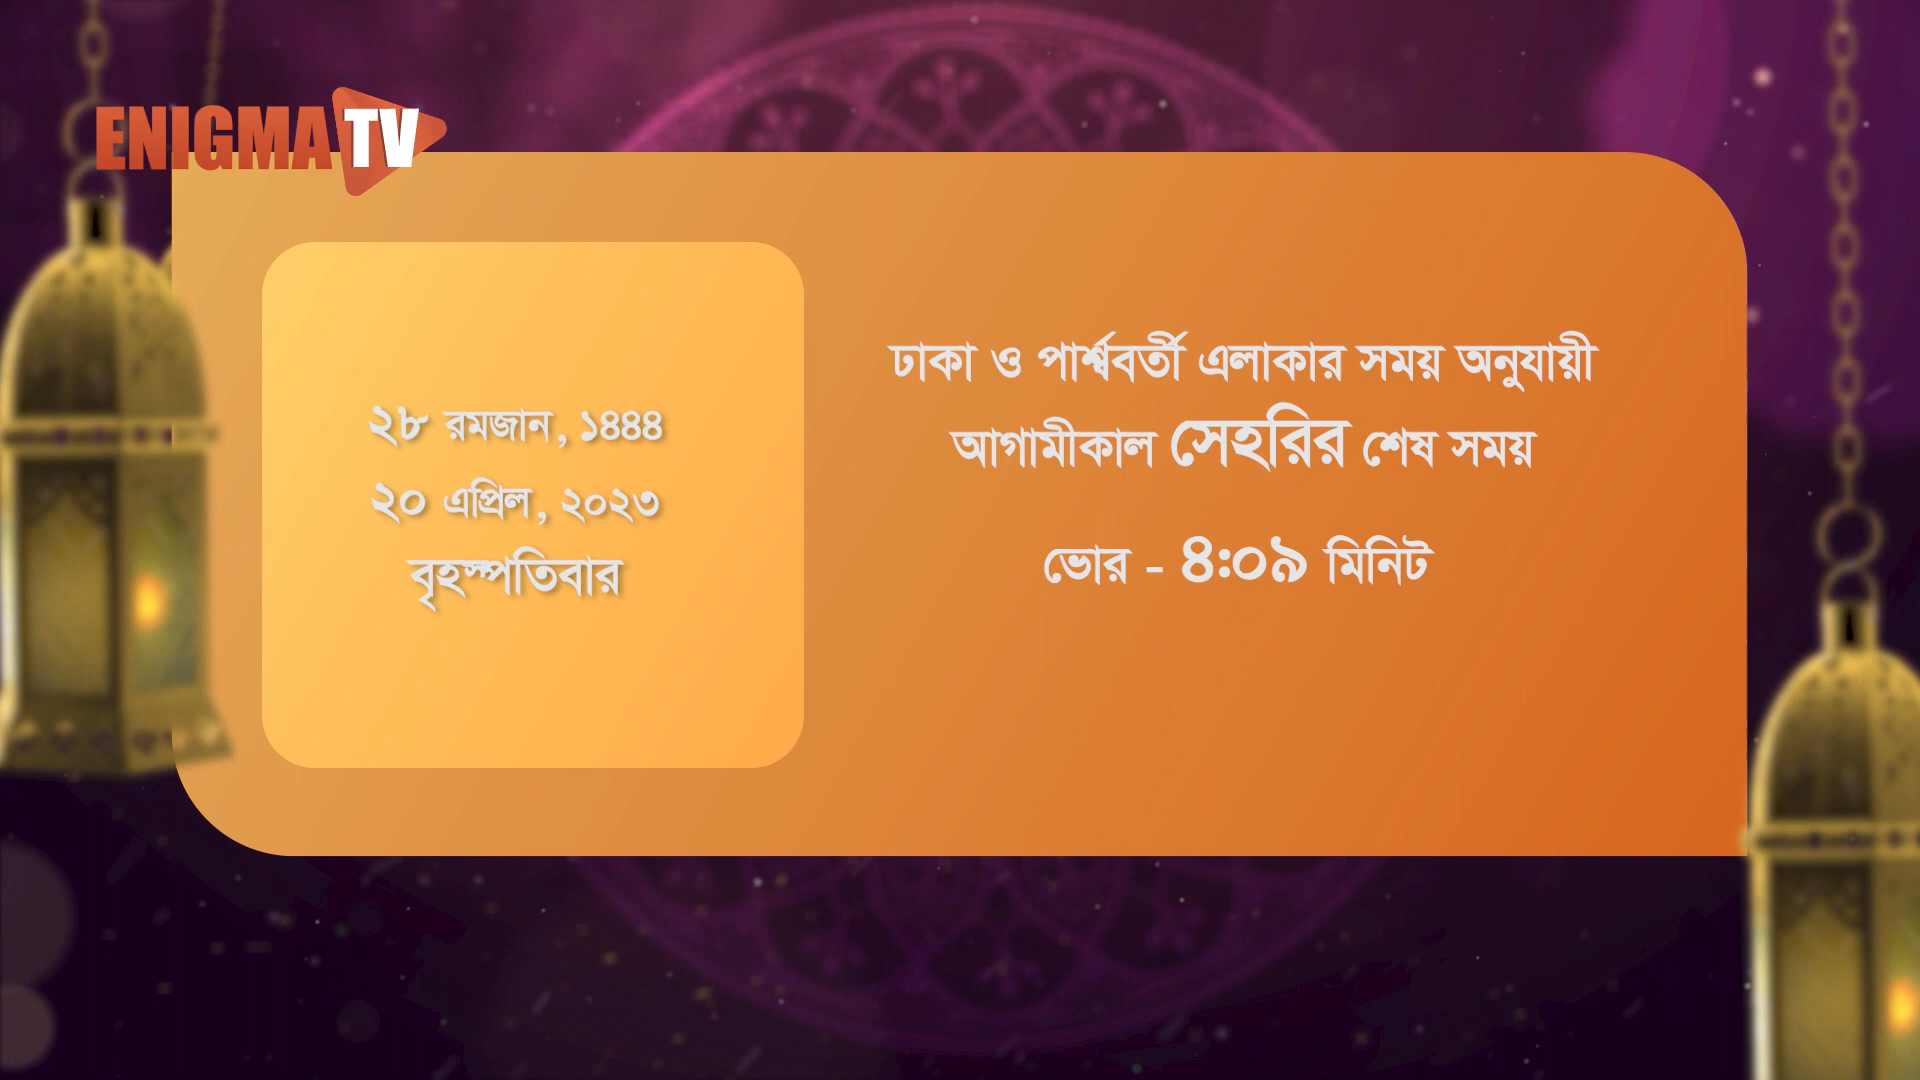 ENIGMA TV
২৮ রমজান, ১৪৪৪
২০ এপ্রিল, ২০২৩
বৃহস্পতিবার
ঢাকা ও পার্শ্ববর্তী এলাকার সময় অনুযায়ী
আগামীকাল সেহরির শেষ সময়
ভোর - ৪:০৯ মিনিট